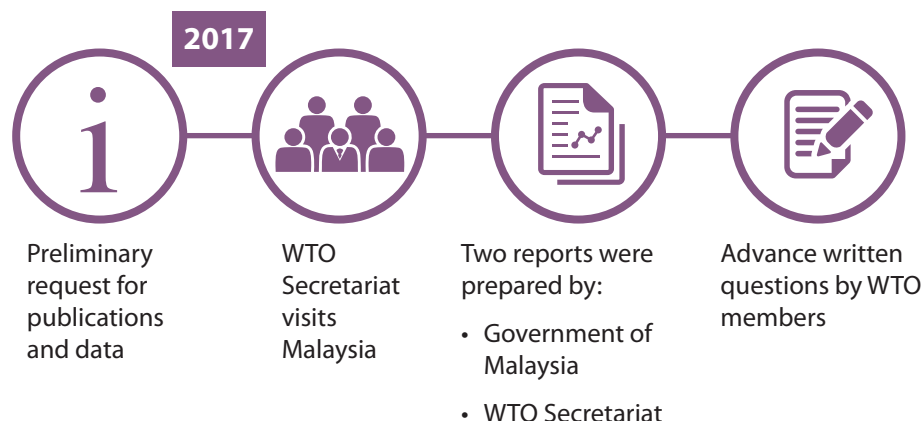 2017
i
Preliminary
request for
publications
and data
WTO
Secretariat
visits
Malaysia
Two reports were
prepared by:
• Government of
Malaysia
• WTO Secretariat
Advance written
questions by WTO
members